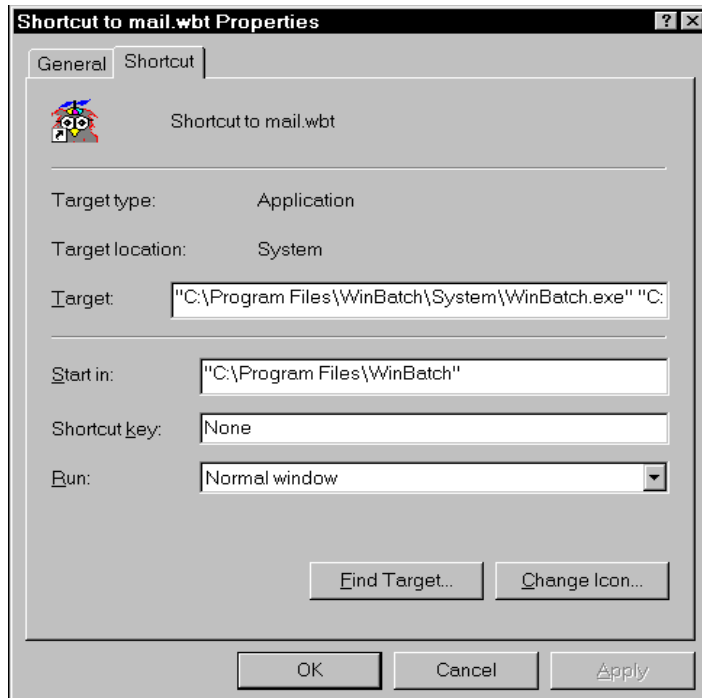 Shortcut to mail.wbt Properties
General Shortcut
Shortcut to mail.wbt
Target type: Application
Target location: System
Target: "C:\Program Files\WinBatch\System\WinBatch.exe" "C:
Start in: "C:\Program Files\WinBatch"
Shortcut key: None
Run: Normal window
Find Target... Change Icon...
OK Cancel Apply